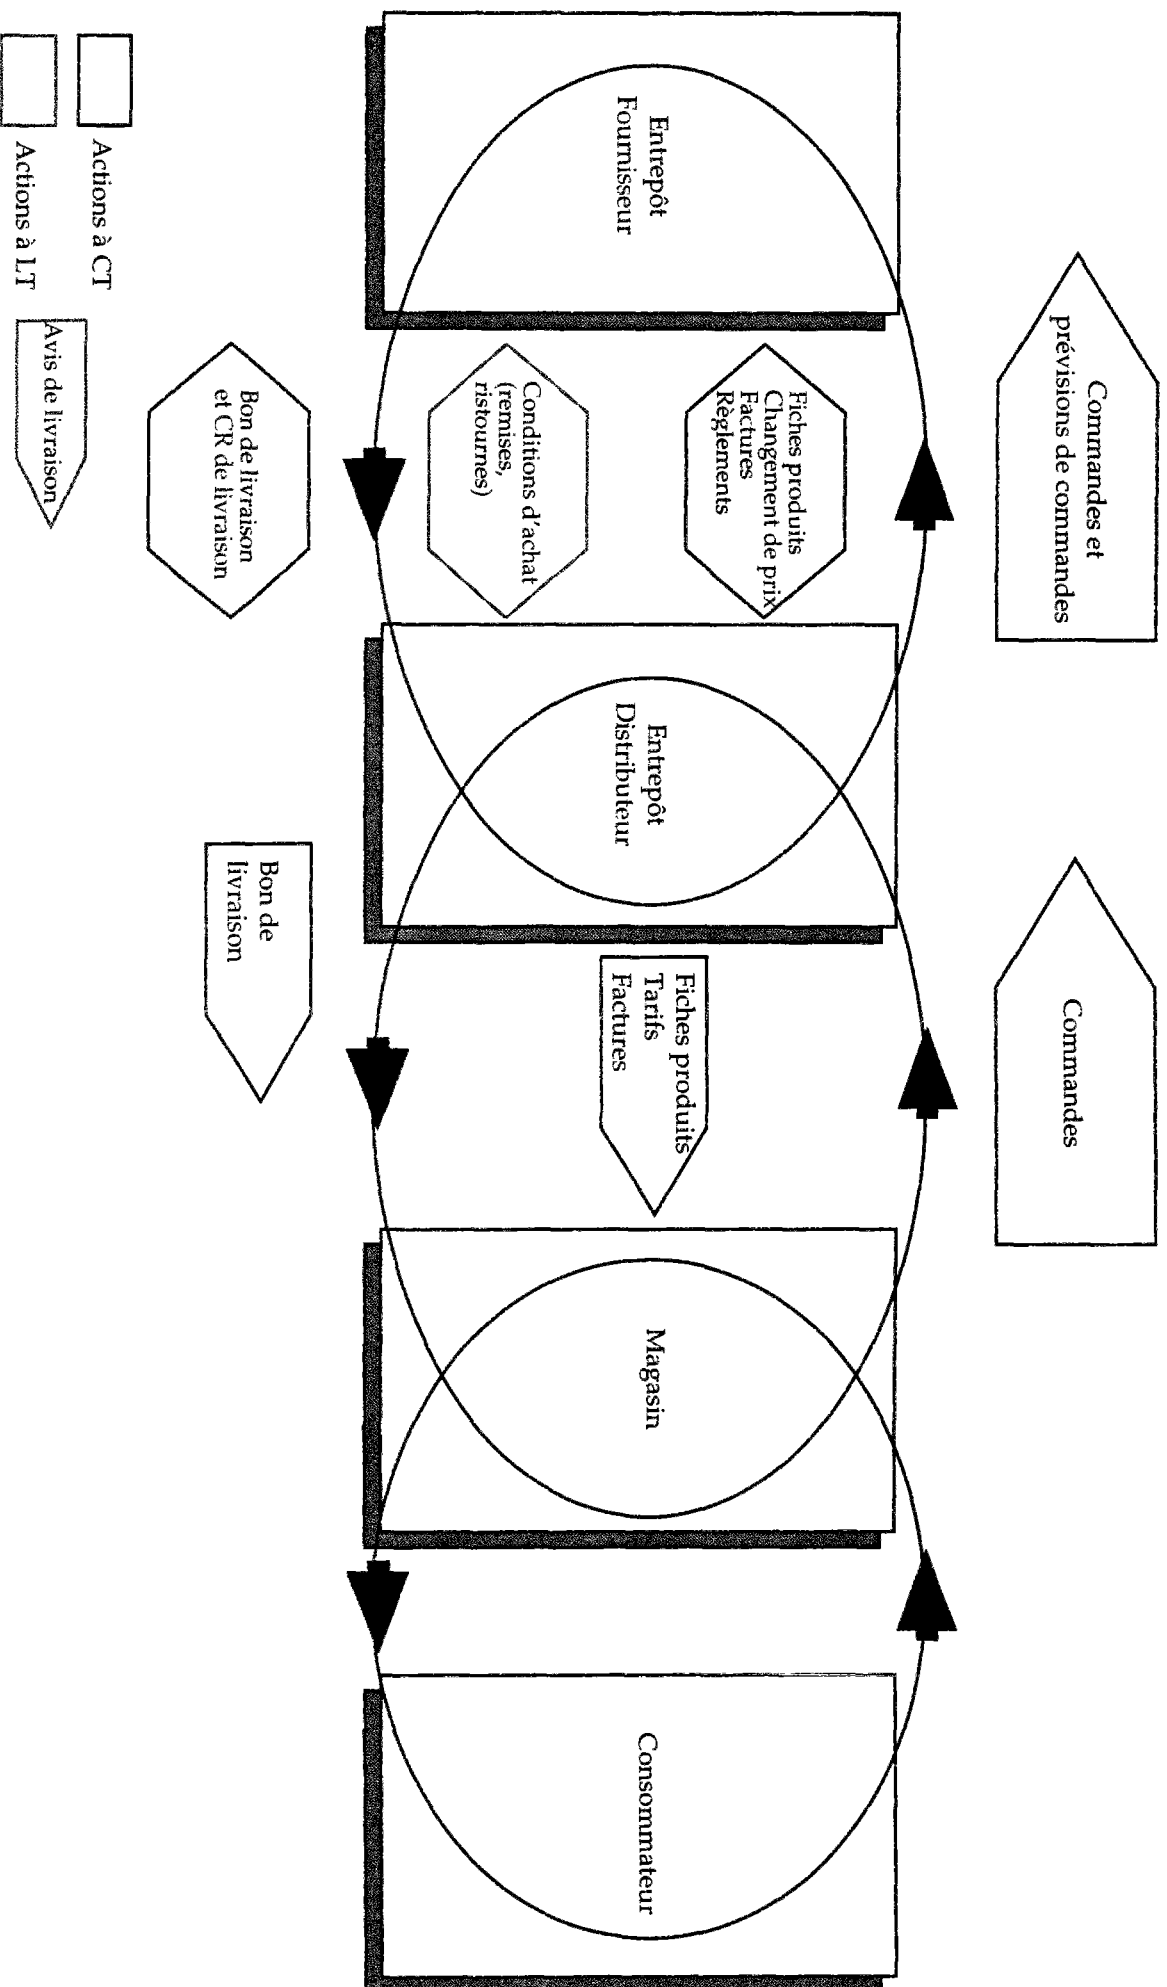 Commandes et
prévisions de commandes
Commandes
Entrepôt
Fournisseur
Fiches produits
Changement de prix
Factures
Règlements
Conditions d'achat
(remises,
ristournes)
Entrepôt
Distributeur
Fiches produits
Tarifs
Factures
Magasin
Consommateur
Bon de livraison
et CR de livraison
Bon de
livraison
Avis de livraison
Actions à CT
Actions à LT